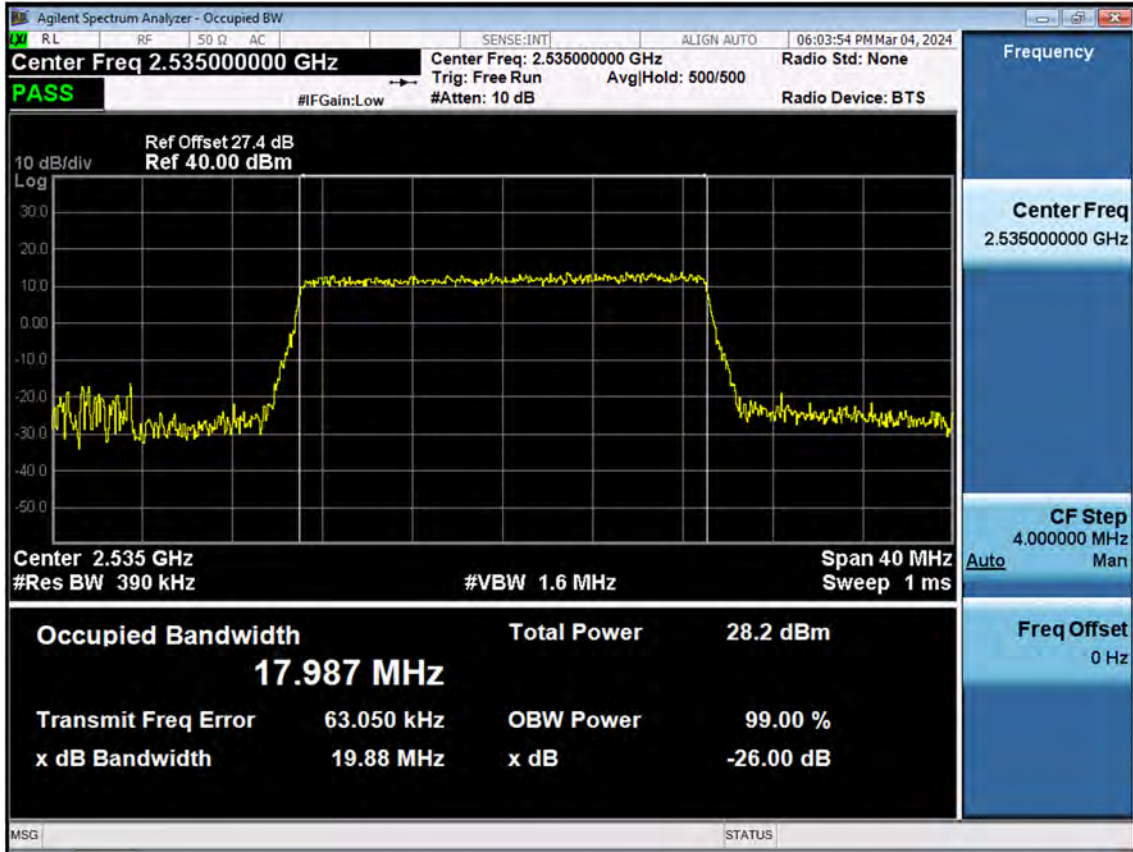 Agilent Spectrum Analyzer - Occupied BW
LXI RL RF 50 Ω AC SENSE:INT ALIGN AUTO 06:03:54 PM Mar 04, 2024
Center Freq 2.535000000 GHz
Center Freq: 2.535000000 GHz
Radio Std: None
Trig: Free Run Avg|Hold: 500/500
PASS
#IFGain:Low
#Atten: 10 dB
Radio Device: BTS
Ref Offset 27.4 dB
10 dB/div Ref 40.00 dBm
Log
30.0
20.0
10.0
0.00
-10.0
-20.0
-30.0
-40.0
-50.0
Center 2.535 GHz Span 40 MHz
#Res BW 390 kHz #VBW 1.6 MHz Sweep 1 ms
Occupied Bandwidth Total Power 28.2 dBm
17.987 MHz
Transmit Freq Error 63.050 kHz OBW Power 99.00 %
x dB Bandwidth 19.88 MHz x dB -26.00 dB
MSG STATUS
Frequency
Center Freq
2.535000000 GHz
CF Step
4.000000 MHz
Auto Man
Freq Offset
0 Hz